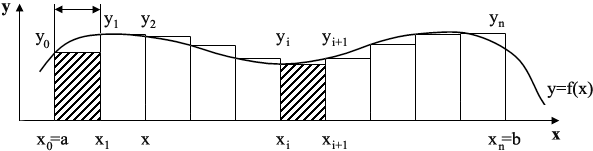 y
y₀
y₁
y₂
yᵢ
yᵢ₊₁
yₙ
y=f(x)
x₀=a
x₁
x
xᵢ
xᵢ₊₁
xₙ=b
x